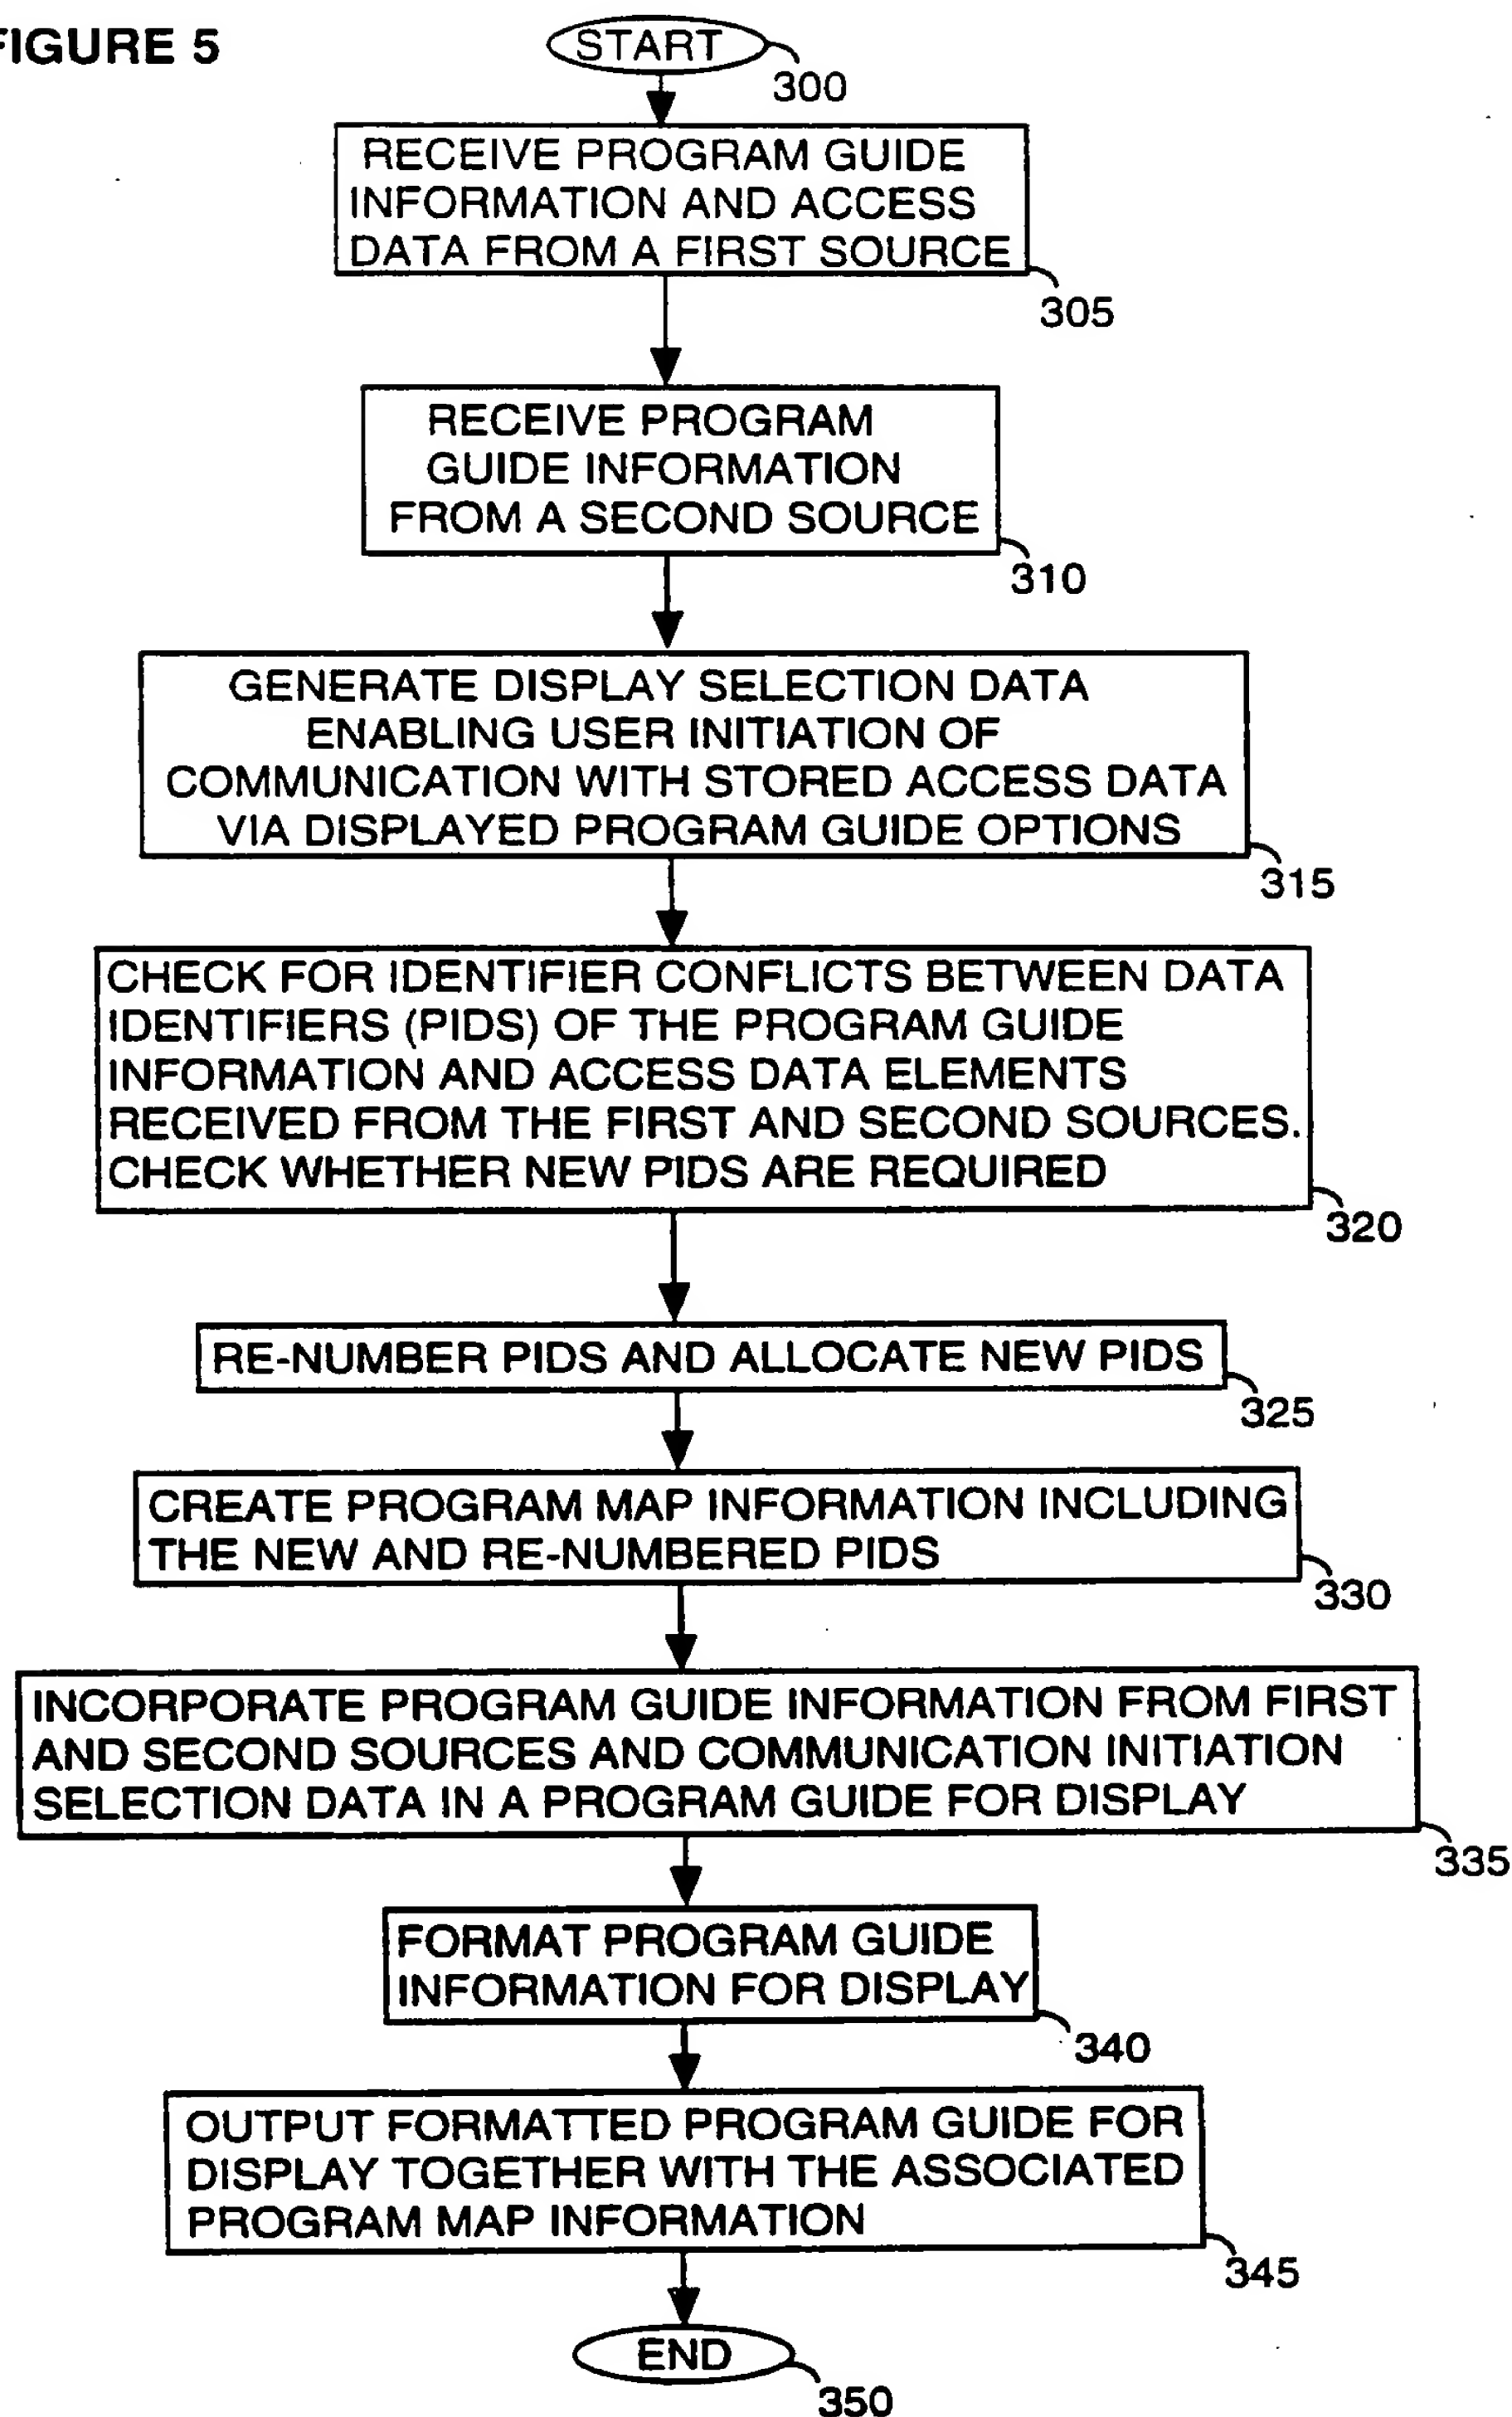 FIGURE 5
START
300
RECEIVE PROGRAM GUIDE
INFORMATION AND ACCESS
DATA FROM A FIRST SOURCE
305
RECEIVE PROGRAM
GUIDE INFORMATION
FROM A SECOND SOURCE
310
GENERATE DISPLAY SELECTION DATA
ENABLING USER INITIATION OF
COMMUNICATION WITH STORED ACCESS DATA
VIA DISPLAYED PROGRAM GUIDE OPTIONS
315
CHECK FOR IDENTIFIER CONFLICTS BETWEEN DATA
IDENTIFIERS (PIDS) OF THE PROGRAM GUIDE
INFORMATION AND ACCESS DATA ELEMENTS
RECEIVED FROM THE FIRST AND SECOND SOURCES.
CHECK WHETHER NEW PIDS ARE REQUIRED
320
RE-NUMBER PIDS AND ALLOCATE NEW PIDS
325
CREATE PROGRAM MAP INFORMATION INCLUDING
THE NEW AND RE-NUMBERED PIDS
330
INCORPORATE PROGRAM GUIDE INFORMATION FROM FIRST
AND SECOND SOURCES AND COMMUNICATION INITIATION
SELECTION DATA IN A PROGRAM GUIDE FOR DISPLAY
335
FORMAT PROGRAM GUIDE
INFORMATION FOR DISPLAY
340
OUTPUT FORMATTED PROGRAM GUIDE FOR
DISPLAY TOGETHER WITH THE ASSOCIATED
PROGRAM MAP INFORMATION
345
END
350